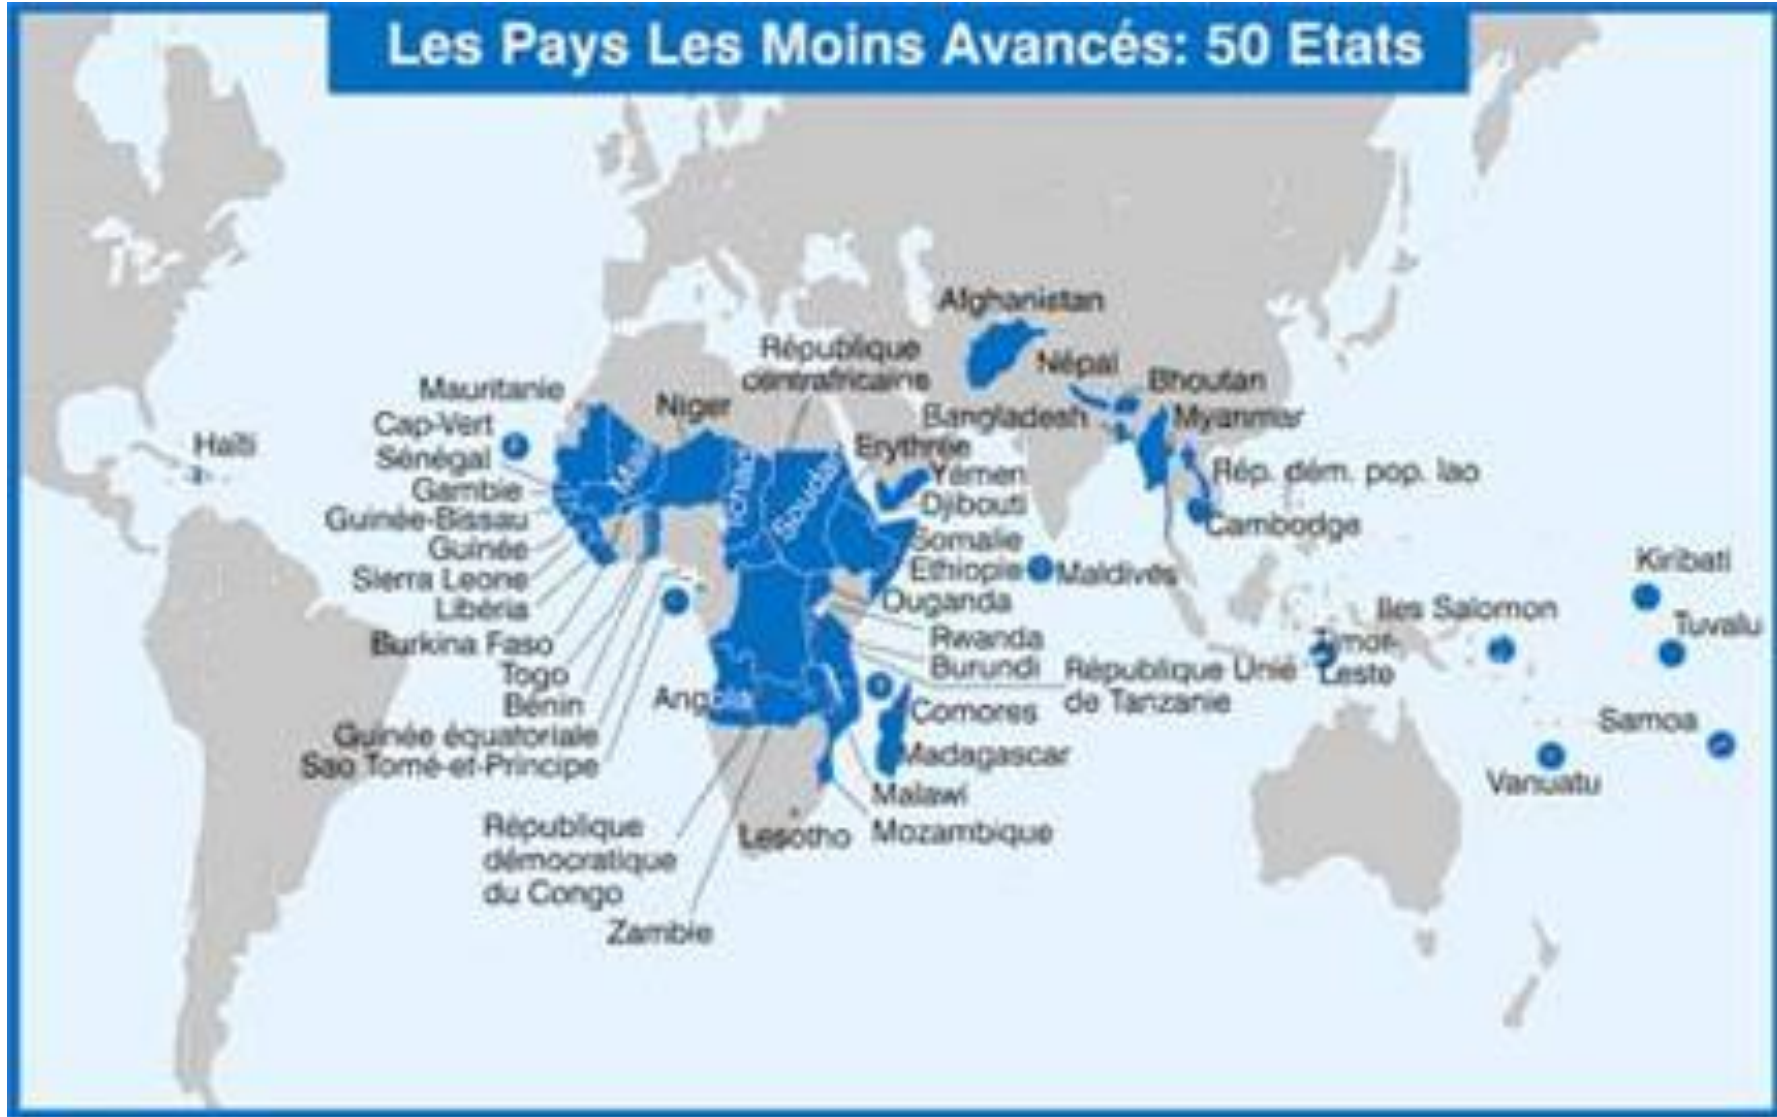 Les Pays Les Moins Avancés: 50 Etats
Afghanistan
République
centrafricaine
Népal
Bhoutan
Mauritanie
Niger
Bangladesh
Myanmar
Cap-Vert
Haïti
Erythrée
Sénégal
Mali
Tchad
Soudan
Yémen
Rép. dém. pop. lao
Gambie
Djibouti
Guinée-Bissau
Cambodge
Guinée
Somalie
Sierra Leone
Ethiopie
Maldives
Kiribati
Libéria
Ouganda
Iles Salomon
Tuvalu
Burkina Faso
Rwanda
Timor-
Leste
Togo
Burundi
République Unié
de Tanzanie
Bénin
Angola
Comores
Samoa
Guinée équatoriale
Sao Tomé-et-Principe
Madagascar
Vanuatu
Malawi
République
démocratique
du Congo
Lesotho
Mozambique
Zambie